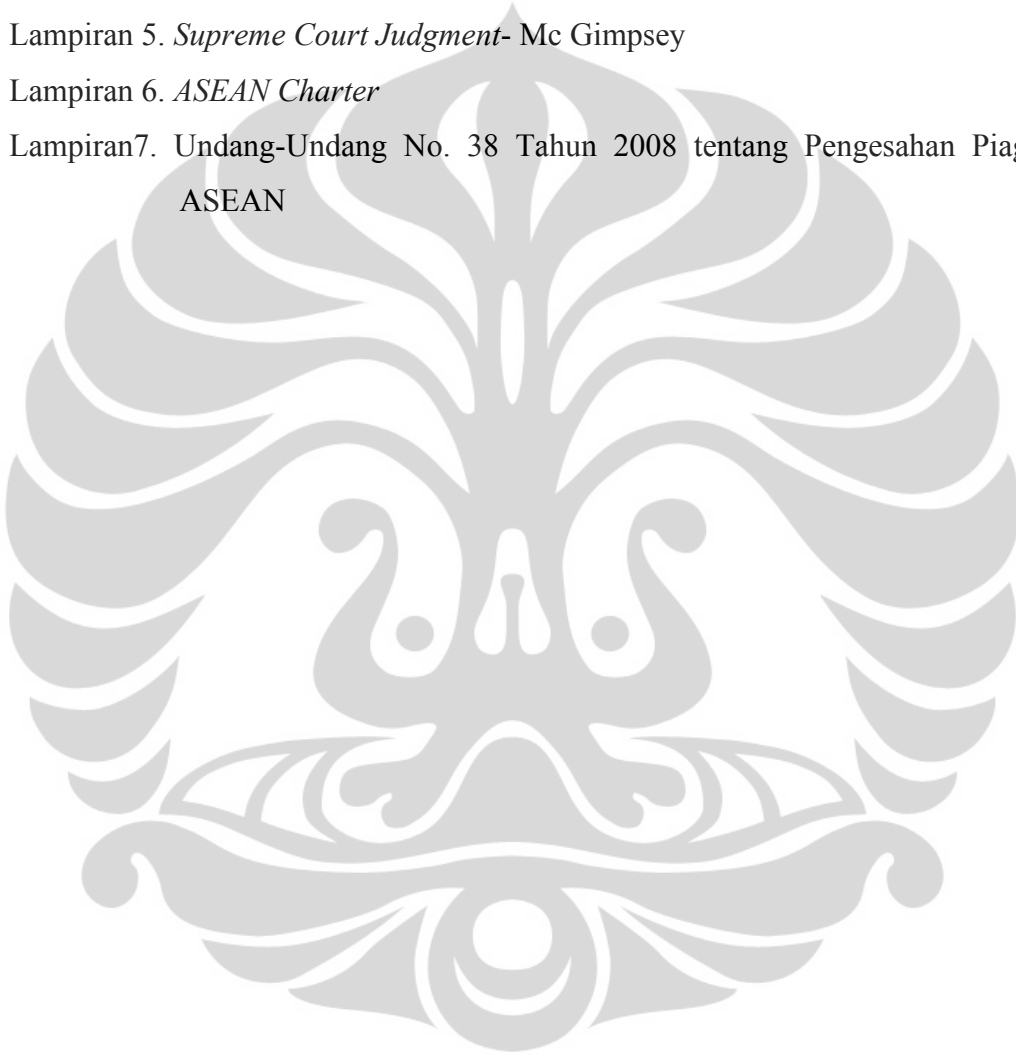 Lampiran 5. Supreme Court Judgment- Mc Gimpsey
Lampiran 6. ASEAN Charter
Lampiran7. Undang-Undang No. 38 Tahun 2008 tentang Pengesahan
ASEAN